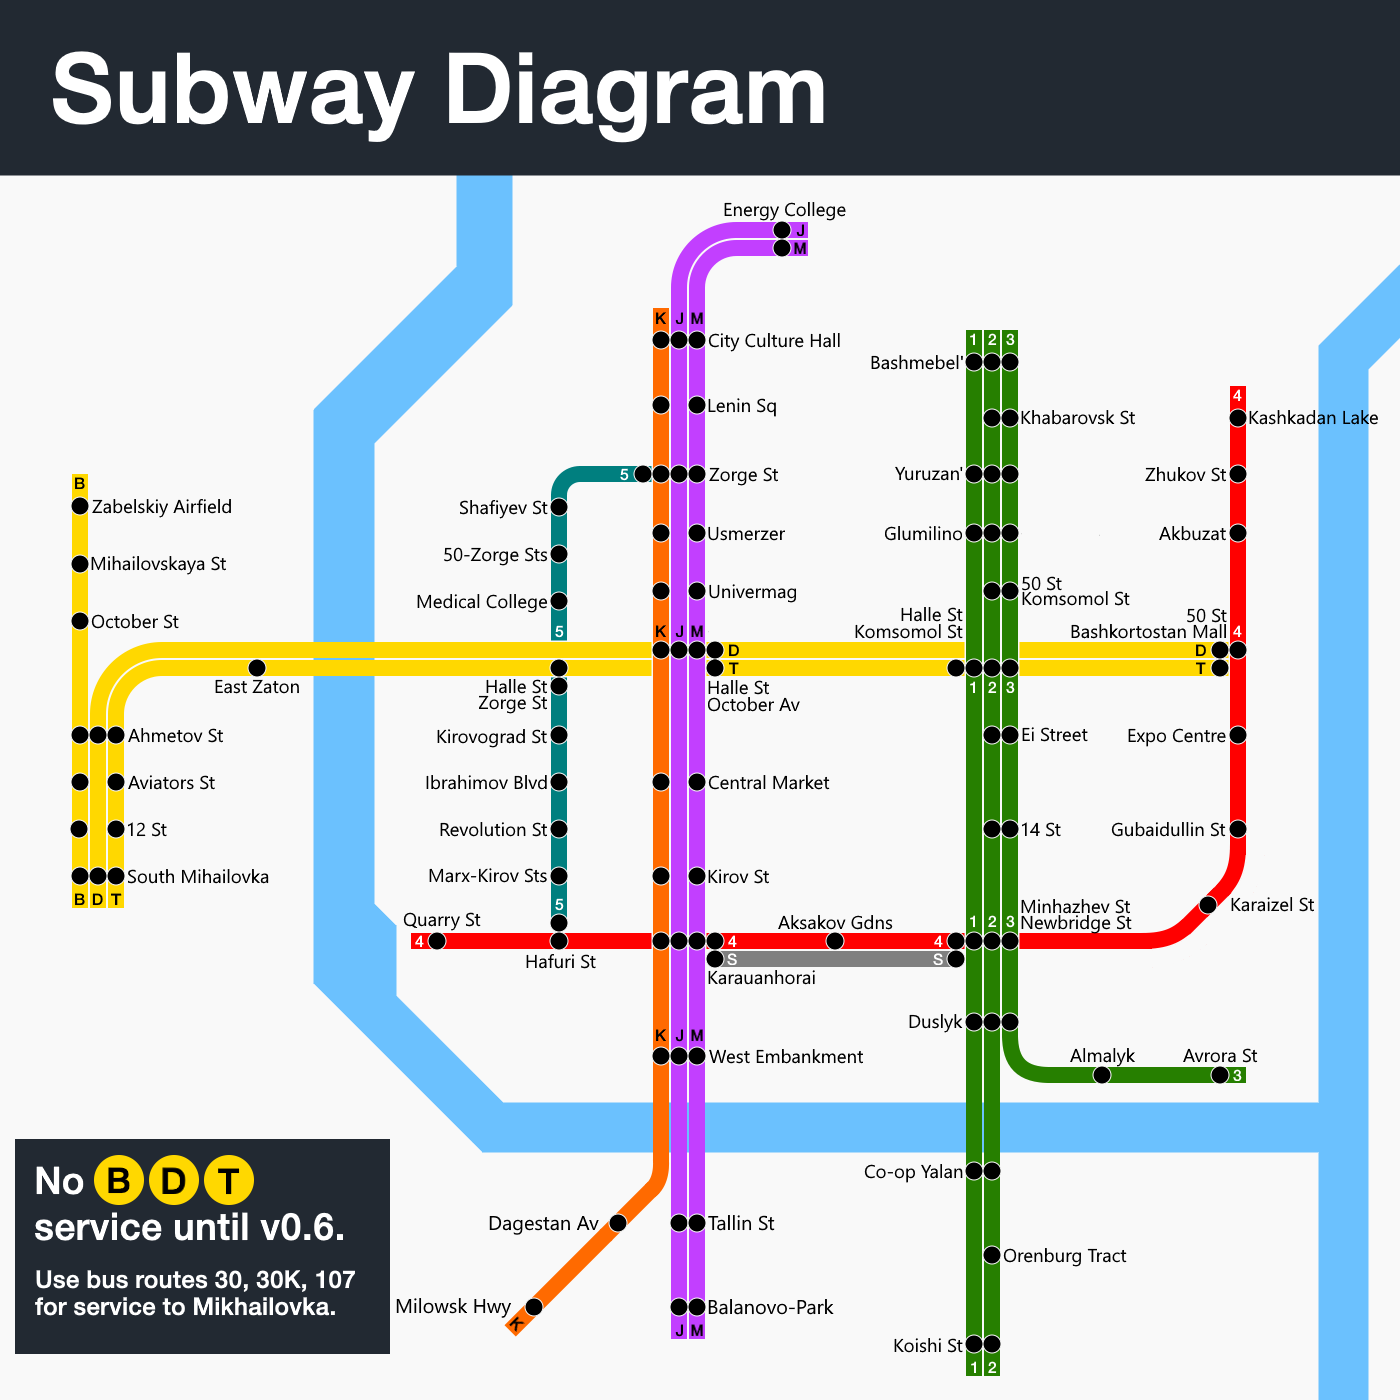 Subway Diagram
Energy College
J
M
K J M
City Culture Hall
1 2 3
Bashmebel'
Lenin Sq
Khabarovsk St
4
Kashkadan Lake
5
Zorge St
Yuruzan'
Zhukov St
B
Zabelskiy Airfield
Shafiyev St
Usmerzer
Glumilino
Akbuzat
Mihailovskaya St
50-Zorge Sts
Medical College
Univermag
50 St
Komsomol St
October St
5
K J M
Halle St
Komsomol St
50 St
Bashkortostan Mall
4
D
T
D
T
East Zaton
Halle St
Zorge St
Halle St
October Av
1 2 3
Ahmetov St
Kirovograd St
Ei Street
Expo Centre
Aviators St
Ibrahimov Blvd
Central Market
12 St
Revolution St
14 St
Gubaidullin St
South Mihailovka
Marx-Kirov Sts
Kirov St
B D T
5
Quarry St
Aksakov Gdns
1 2 3
Minhazhev St
Newbridge St
Karaizel St
4
4
4
S
S
Hafuri St
Karauanhorai
Duslyk
K J M
West Embankment
Almalyk
Avrora St
3
Co-op Yalan
Dagestan Av
Tallin St
Orenburg Tract
Milowsk Hwy
K
Balanovo-Park
J M
Koishi St
1 2
No B D T
service until v0.6.
Use bus routes 30, 30K, 107
for service to Mikhailovka.